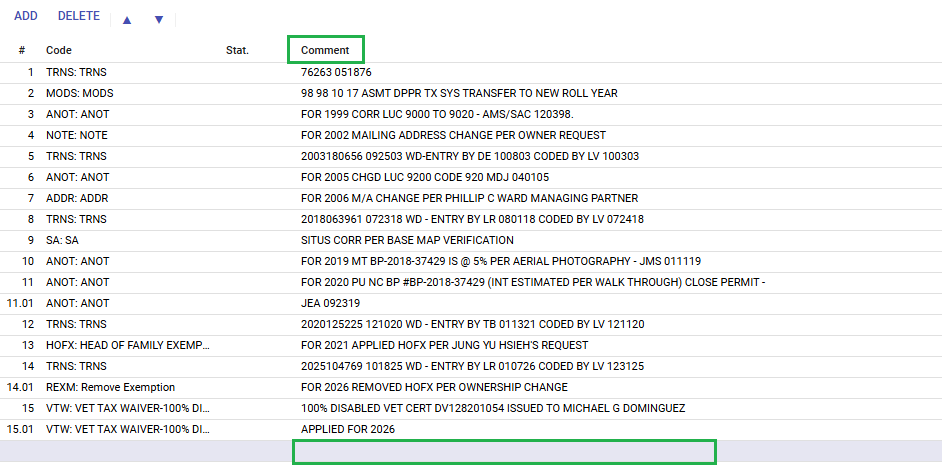 ADD DELETE
# Code Stat. Comment
1 TRNS: TRNS 76263 051876
2 MODS: MODS 98 98 10 17 ASMT DPPR TX SYS TRANSFER TO NEW ROLL YEAR
3 ANOT: ANOT FOR 1999 CORR LUC 9000 TO 9020 - AMS/SAC 120398.
4 NOTE: NOTE FOR 2002 MAILING ADDRESS CHANGE PER OWNER REQUEST
5 TRNS: TRNS 2003180656 092503 WD-ENTRY BY DE 100803 CODED BY LV 100303
6 ANOT: ANOT FOR 2005 CHGD LUC 9200 CODE 920 MDJ 040105
7 ADDR: ADDR FOR 2006 M/A CHANGE PER PHILLIP C WARD MANAGING PARTNER
8 TRNS: TRNS 2018063961 072318 WD - ENTRY BY LR 080118 CODED BY LV 072418
9 SA: SA SITUS CORR PER BASE MAP VERIFICATION
10 ANOT: ANOT FOR 2019 MT BP-2018-37429 IS @ 5% PER AERIAL PHOTOGRAPHY - JMS 011119
11 ANOT: ANOT FOR 2020 PU NC BP #BP-2018-37429 (INT ESTIMATED PER WALK THROUGH) CLOSE PERMIT -
11.01 ANOT: ANOT JEA 092319
12 TRNS: TRNS 2020125225 121020 WD - ENTRY BY TB 011321 CODED BY LV 121120
13 HOFX: HEAD OF FAMILY EXEMP... FOR 2021 APPLIED HOFX PER JUNG YU HSIEH'S REQUEST
14 TRNS: TRNS 2025104769 101825 WD - ENTRY BY LR 010726 CODED BY LV 123125
14.01 REXM: Remove Exemption FOR 2026 REMOVED HOFX PER OWNERSHIP CHANGE
15 VTW: VET TAX WAIVER-100% DI... 100% DISABLED VET CERT DV128201054 ISSUED TO MICHAEL G DOMINGUEZ
15.01 VTW: VET TAX WAIVER-100% DI... APPLIED FOR 2026